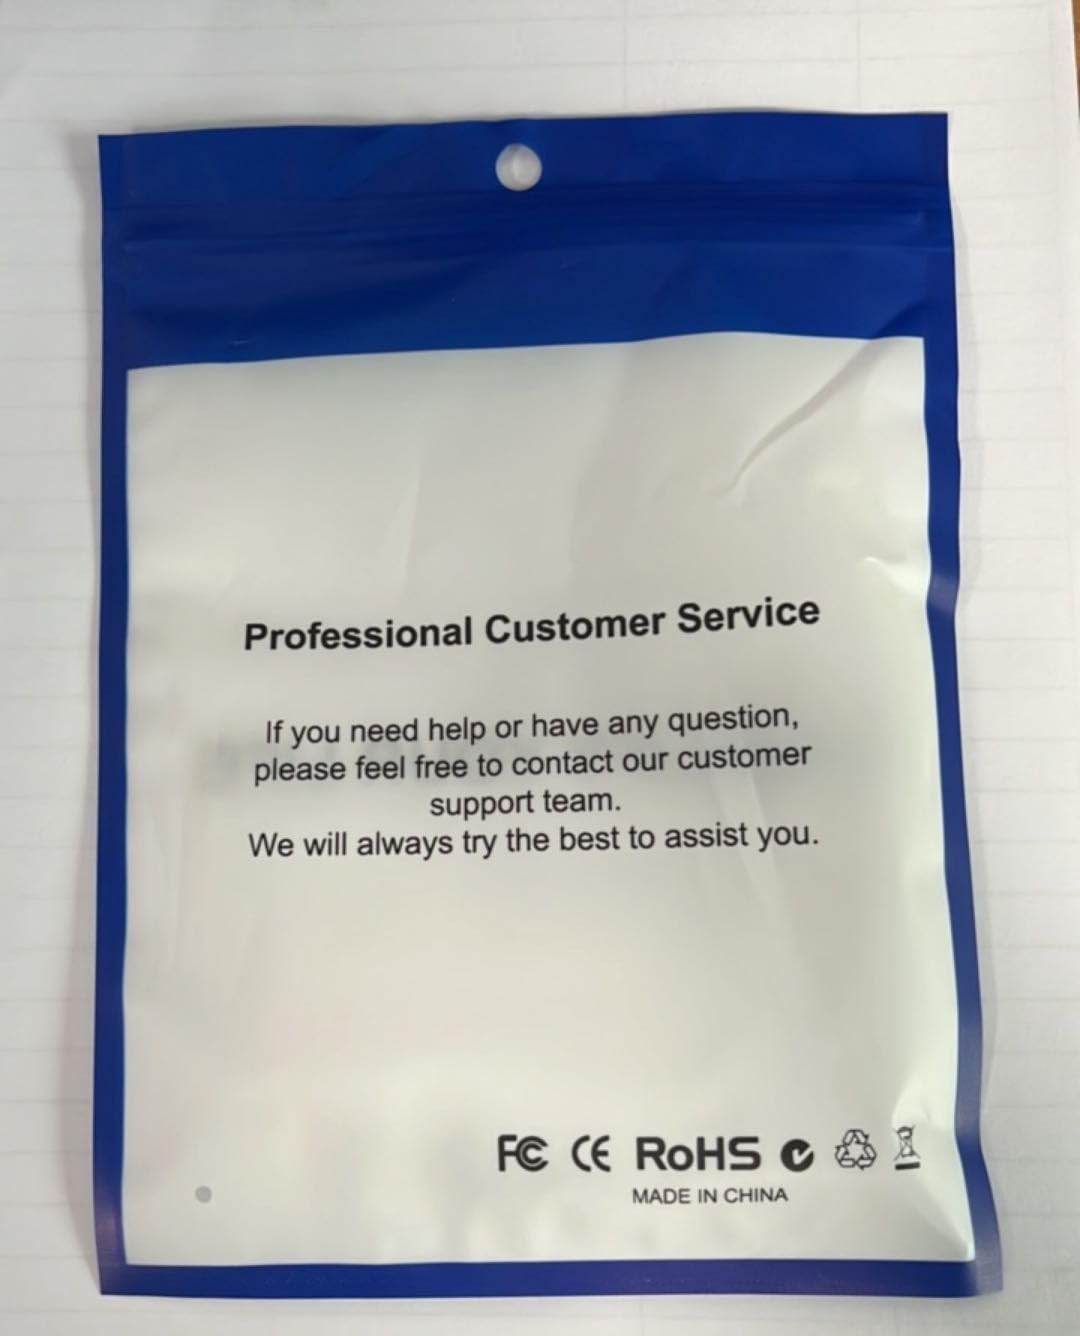 Professional Customer Service
If you need help or have any question,
please feel free to contact our customer
support team.
We will always try the best to assist you.
FC CE RoHS
MADE IN CHINA